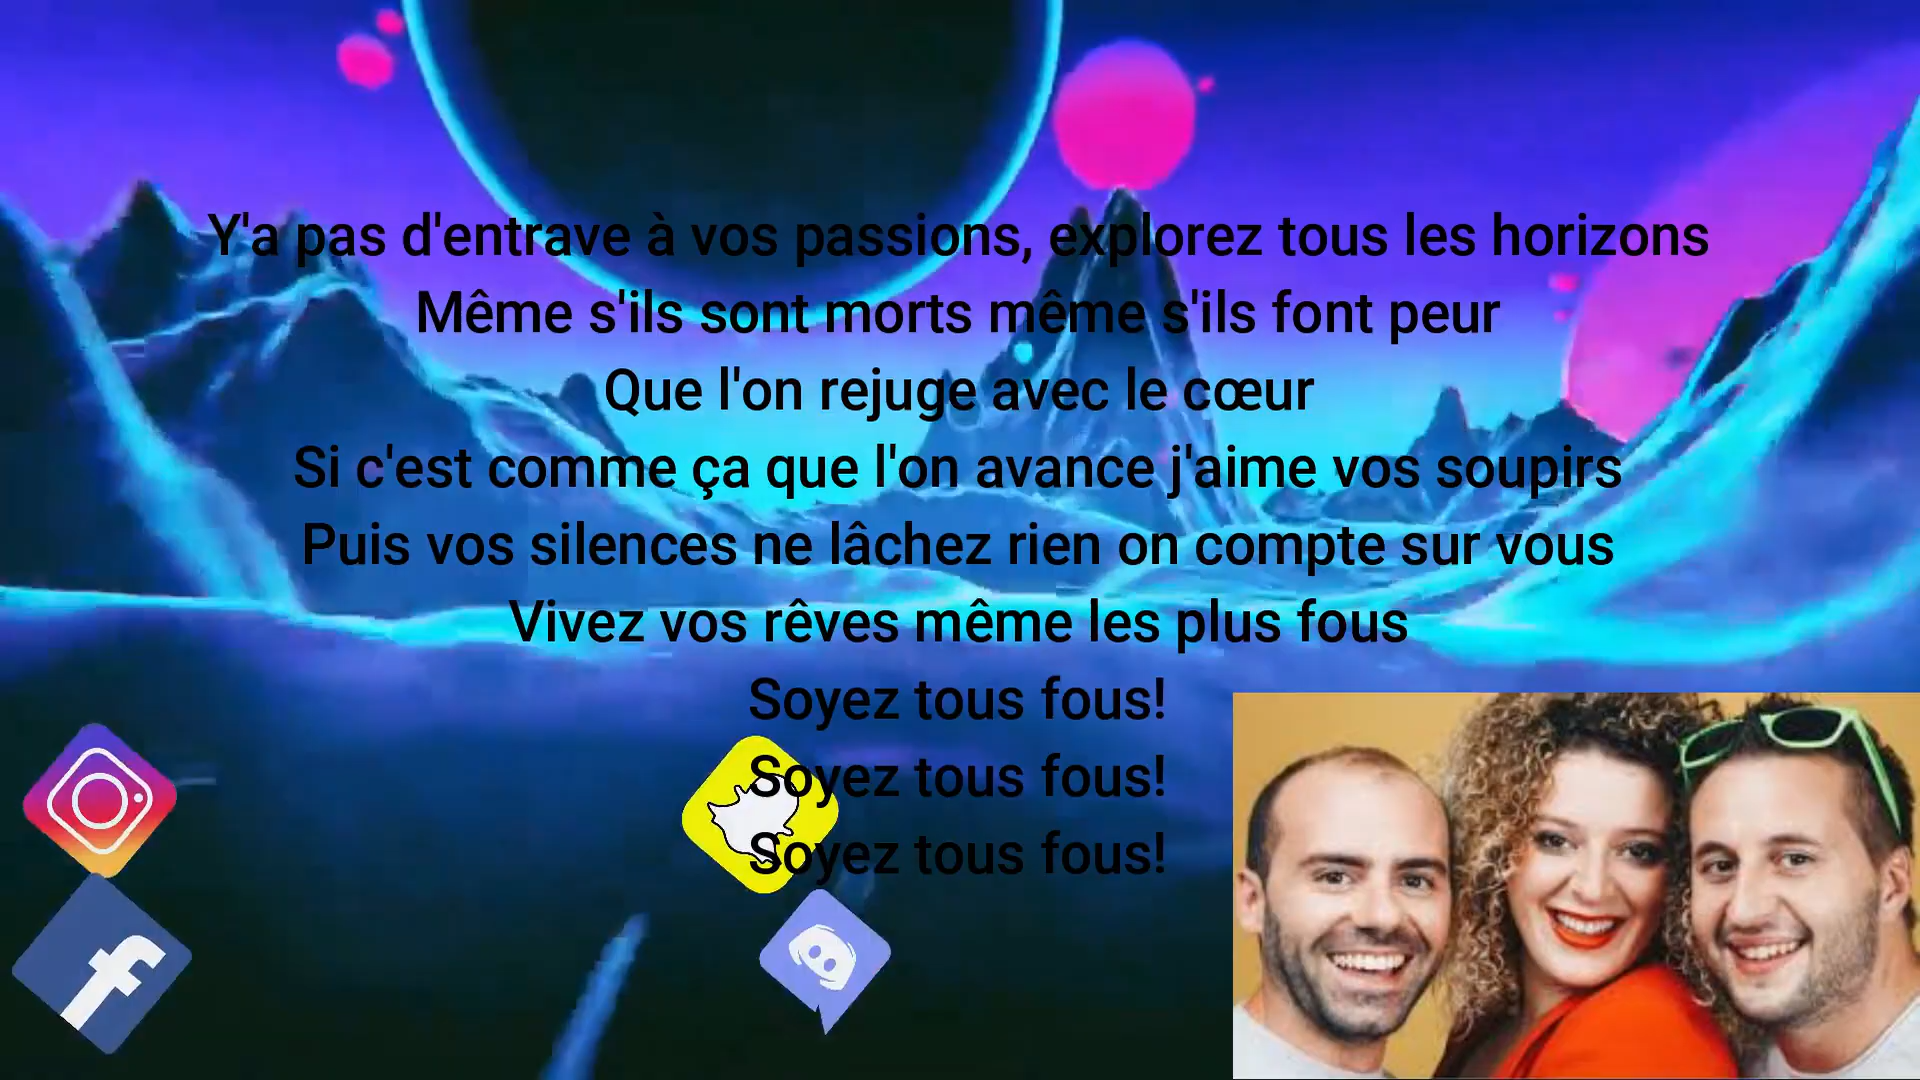 Y'a pas d'entrave à vos passions, explorez tous les horizons
Même s'ils sont morts même s'ils font peur
Que l'on rejuge avec le cœur
Si c'est comme ça que l'on avance j'aime vos soupirs
Puis vos silences ne lâchez rien on compte sur vous
Vivez vos rêves même les plus fous
Soyez tous fous!
Soyez tous fous!
Soyez tous fous!